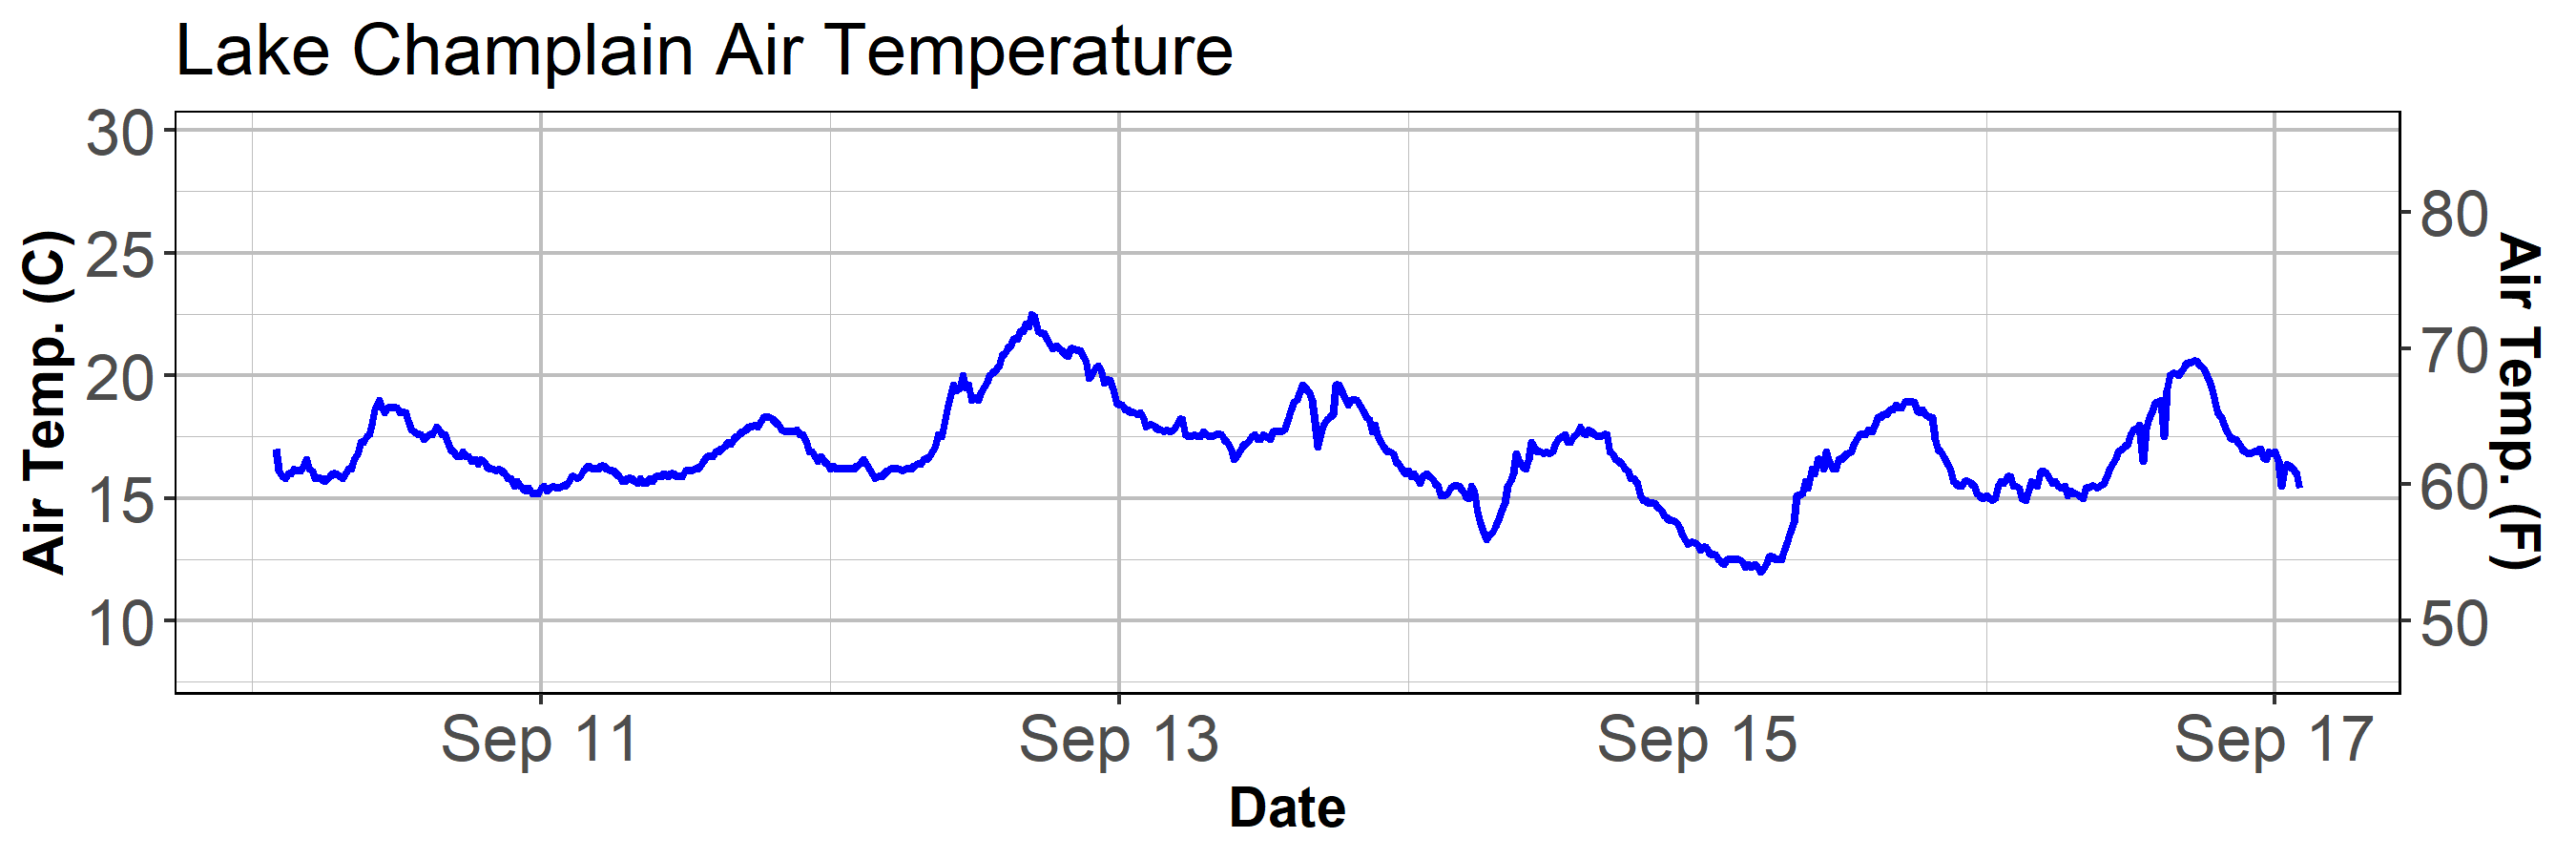 Lake Champlain Air Temperature
30
25
20
15
10
Air Temp. (C)
80
70
60
50
Air Temp. (F)
Sep 11
Sep 13
Sep 15
Sep 17
Date